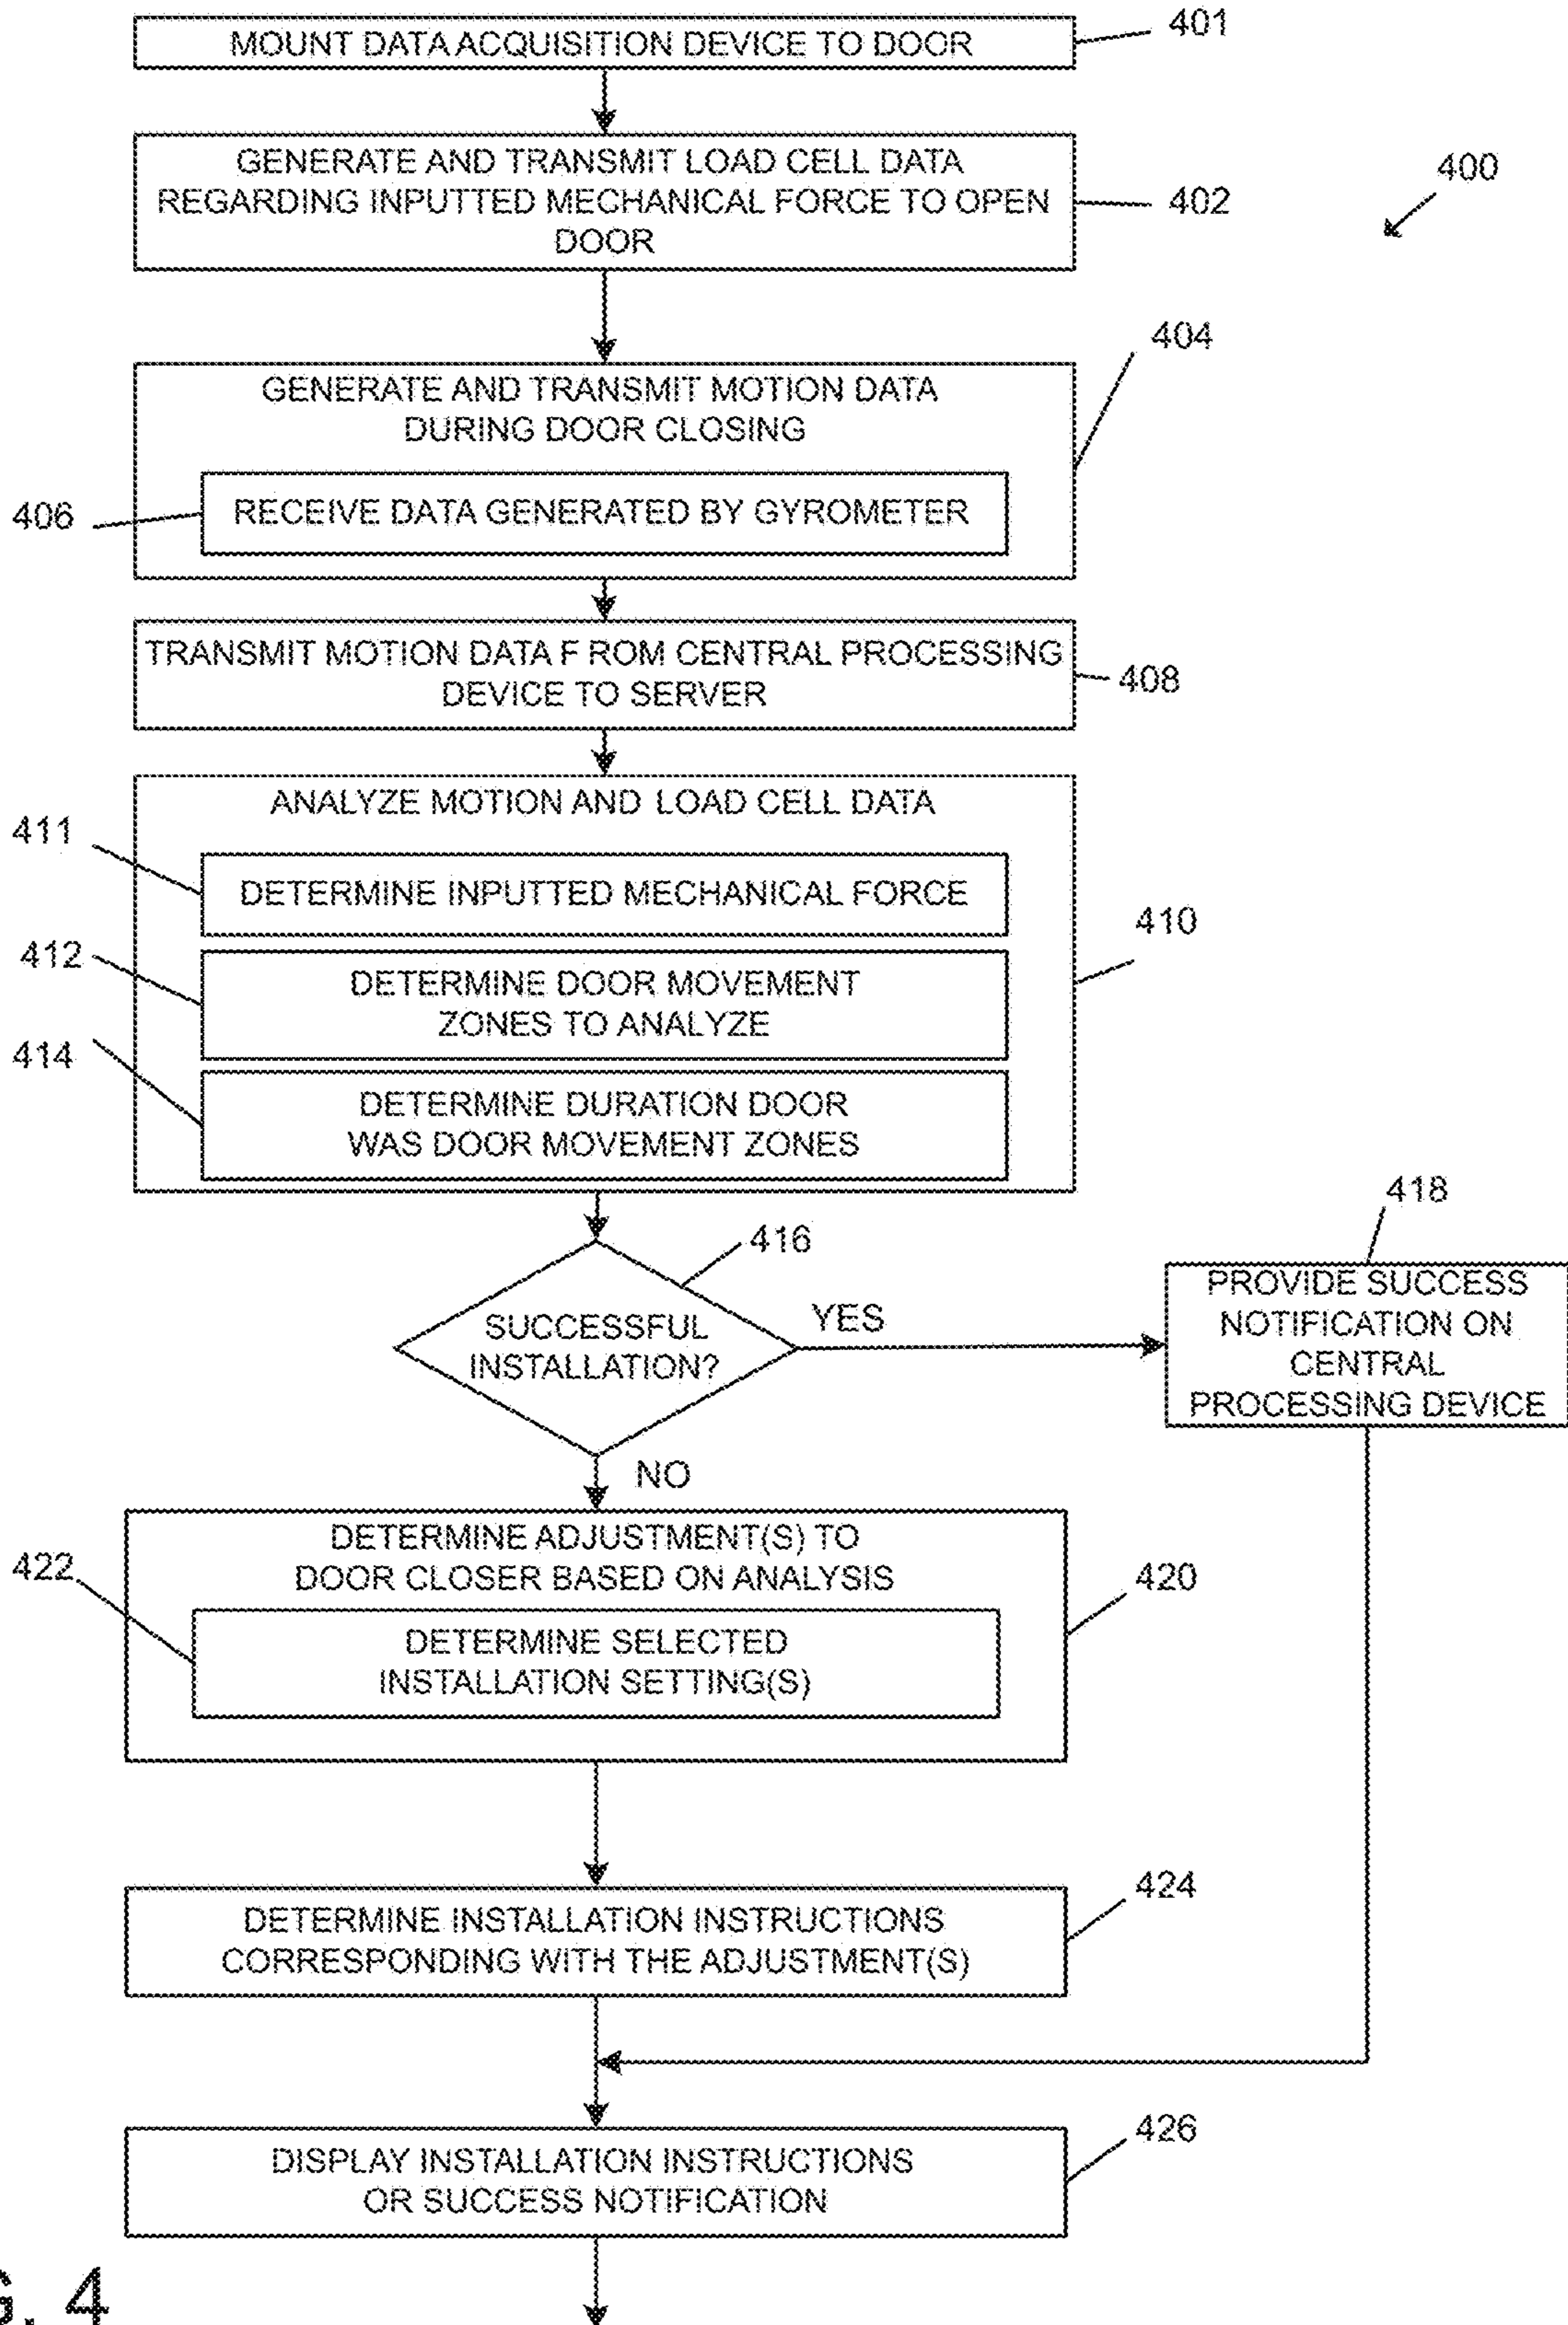 MOUNT DATA ACQUISITION DEVICE TO DOOR
401
GENERATE AND TRANSMIT LOAD CELL DATA
REGARDING INPUTTED MECHANICAL FORCE TO OPEN
DOOR
402
400
GENERATE AND TRANSMIT MOTION DATA
DURING DOOR CLOSING
404
406
RECEIVE DATA GENERATED BY GYROMETER
TRANSMIT MOTION DATA F ROM CENTRAL PROCESSING
DEVICE TO SERVER
408
ANALYZE MOTION AND LOAD CELL DATA
411
DETERMINE INPUTTED MECHANICAL FORCE
410
412
DETERMINE DOOR MOVEMENT
ZONES TO ANALYZE
414
DETERMINE DURATION DOOR
WAS DOOR MOVEMENT ZONES
416
SUCCESSFUL
INSTALLATION?
YES
418
PROVIDE SUCCESS
NOTIFICATION ON
CENTRAL
PROCESSING DEVICE
NO
DETERMINE ADJUSTMENT(S) TO
DOOR CLOSER BASED ON ANALYSIS
420
422
DETERMINE SELECTED
INSTALLATION SETTING(S)
DETERMINE INSTALLATION INSTRUCTIONS
CORRESPONDING WITH THE ADJUSTMENT(S)
424
DISPLAY INSTALLATION INSTRUCTIONS
OR SUCCESS NOTIFICATION
426
G. 4